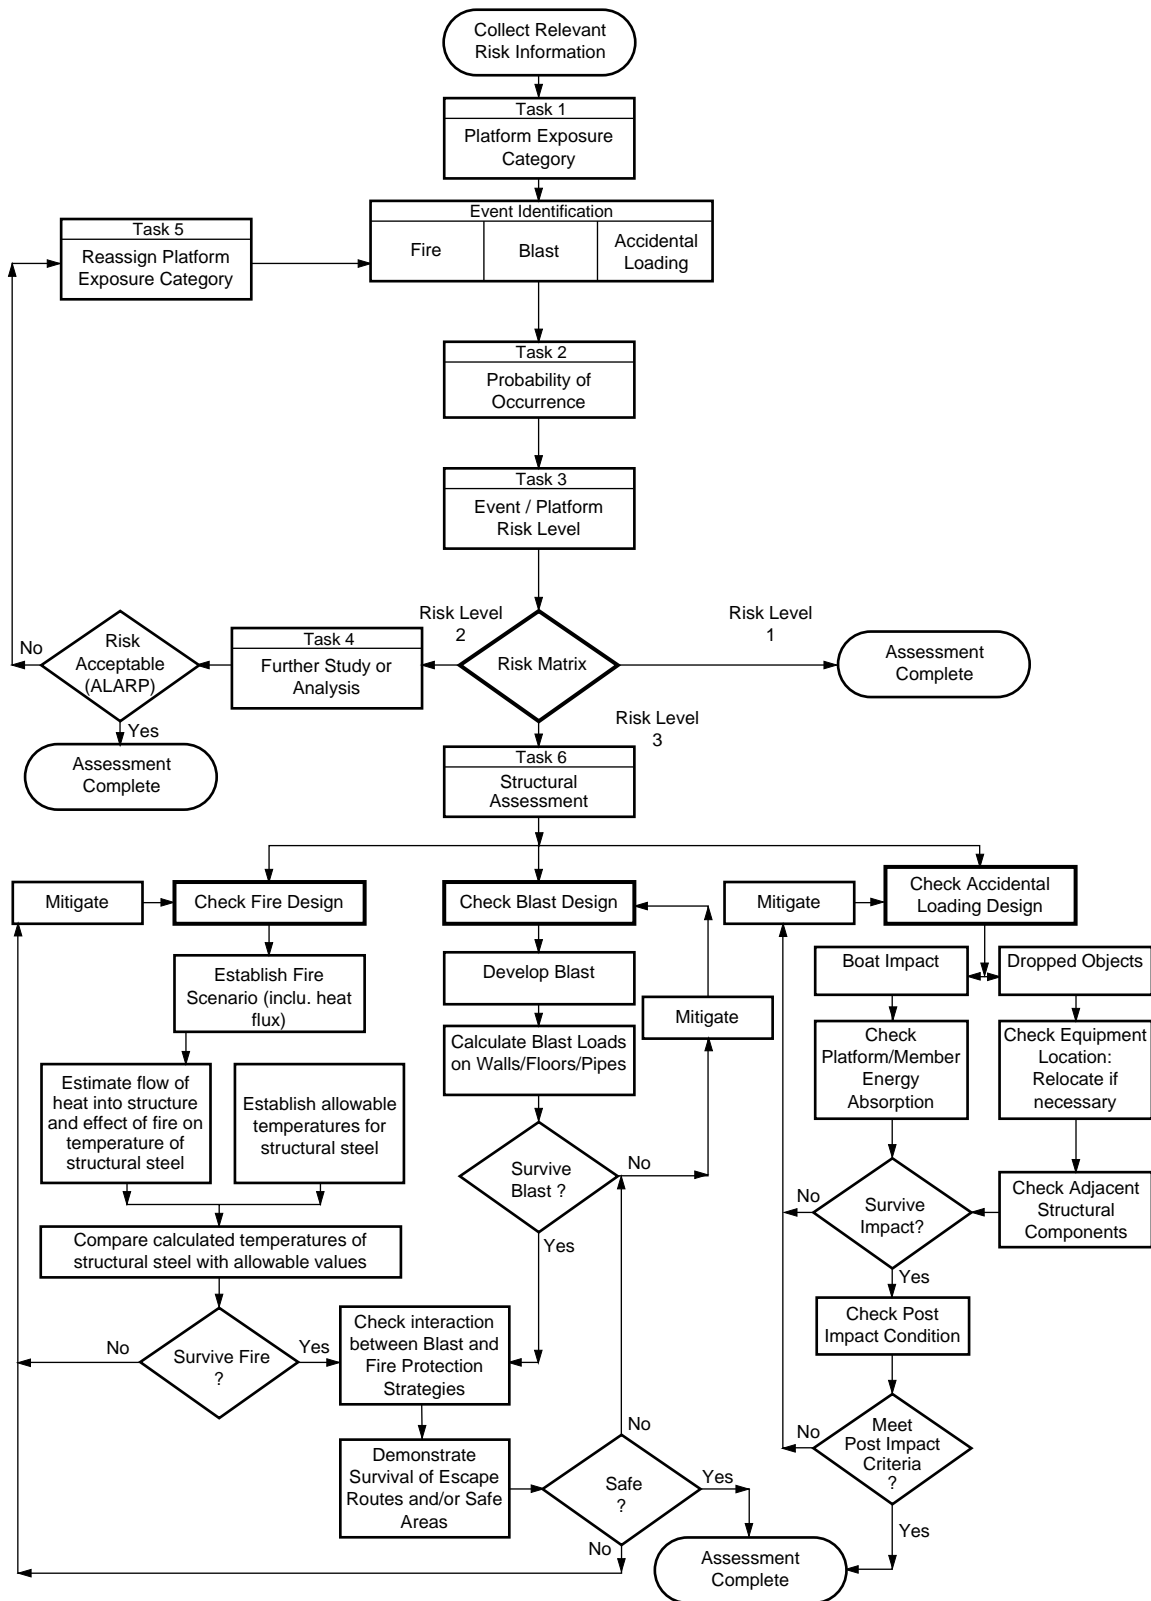 Collect Relevant
Risk Information
Task 1
Platform Exposure
Category
Event Identification
Fire
Blast
Accidental
Loading
Task 5
Reassign Platform
Exposure Category
Task 2
Probability of
Occurrence
Task 3
Event / Platform
Risk Level
Risk Level
2
Risk Level
1
No
Risk
Acceptable
(ALARP)
Task 4
Further Study or
Analysis
Risk Matrix
Assessment
Complete
Yes
Risk Level
3
Assessment
Complete
Task 6
Structural
Assessment
Mitigate
Check Fire Design
Check Blast Design
Mitigate
Check Accidental
Loading Design
Establish Fire
Scenario (inclu. heat
flux)
Develop Blast
Mitigate
Boat Impact
Dropped Objects
Calculate Blast Loads
on Walls/Floors/Pipes
Check
Platform/Member
Energy
Absorption
Check Equipment
Location:
Relocate if
necessary
Estimate flow of
heat into structure
and effect of fire on
temperature of
structural steel
Establish allowable
temperatures for
structural steel
Survive
Blast ?
No
Yes
No
Survive
Impact?
Check Adjacent
Structural
Components
Yes
Compare calculated temperatures of
structural steel with allowable values
No
Survive Fire
?
Yes
Check interaction
between Blast and
Fire Protection
Strategies
Check Post
Impact Condition
No
Meet
Post Impact
Criteria
?
Yes
Demonstrate
Survival of Escape
Routes and/or Safe
Areas
No
Safe
?
Yes
No
Assessment
Complete